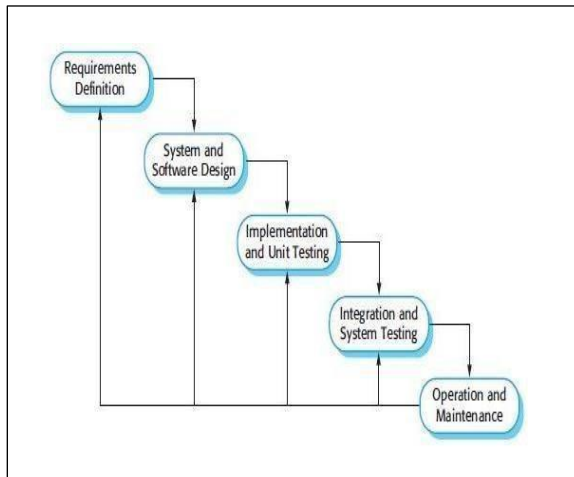 Requirements
Definition
System and
Software Design
Implementation
and Unit Testing
Integration and
System Testing
Operation and
Maintenance